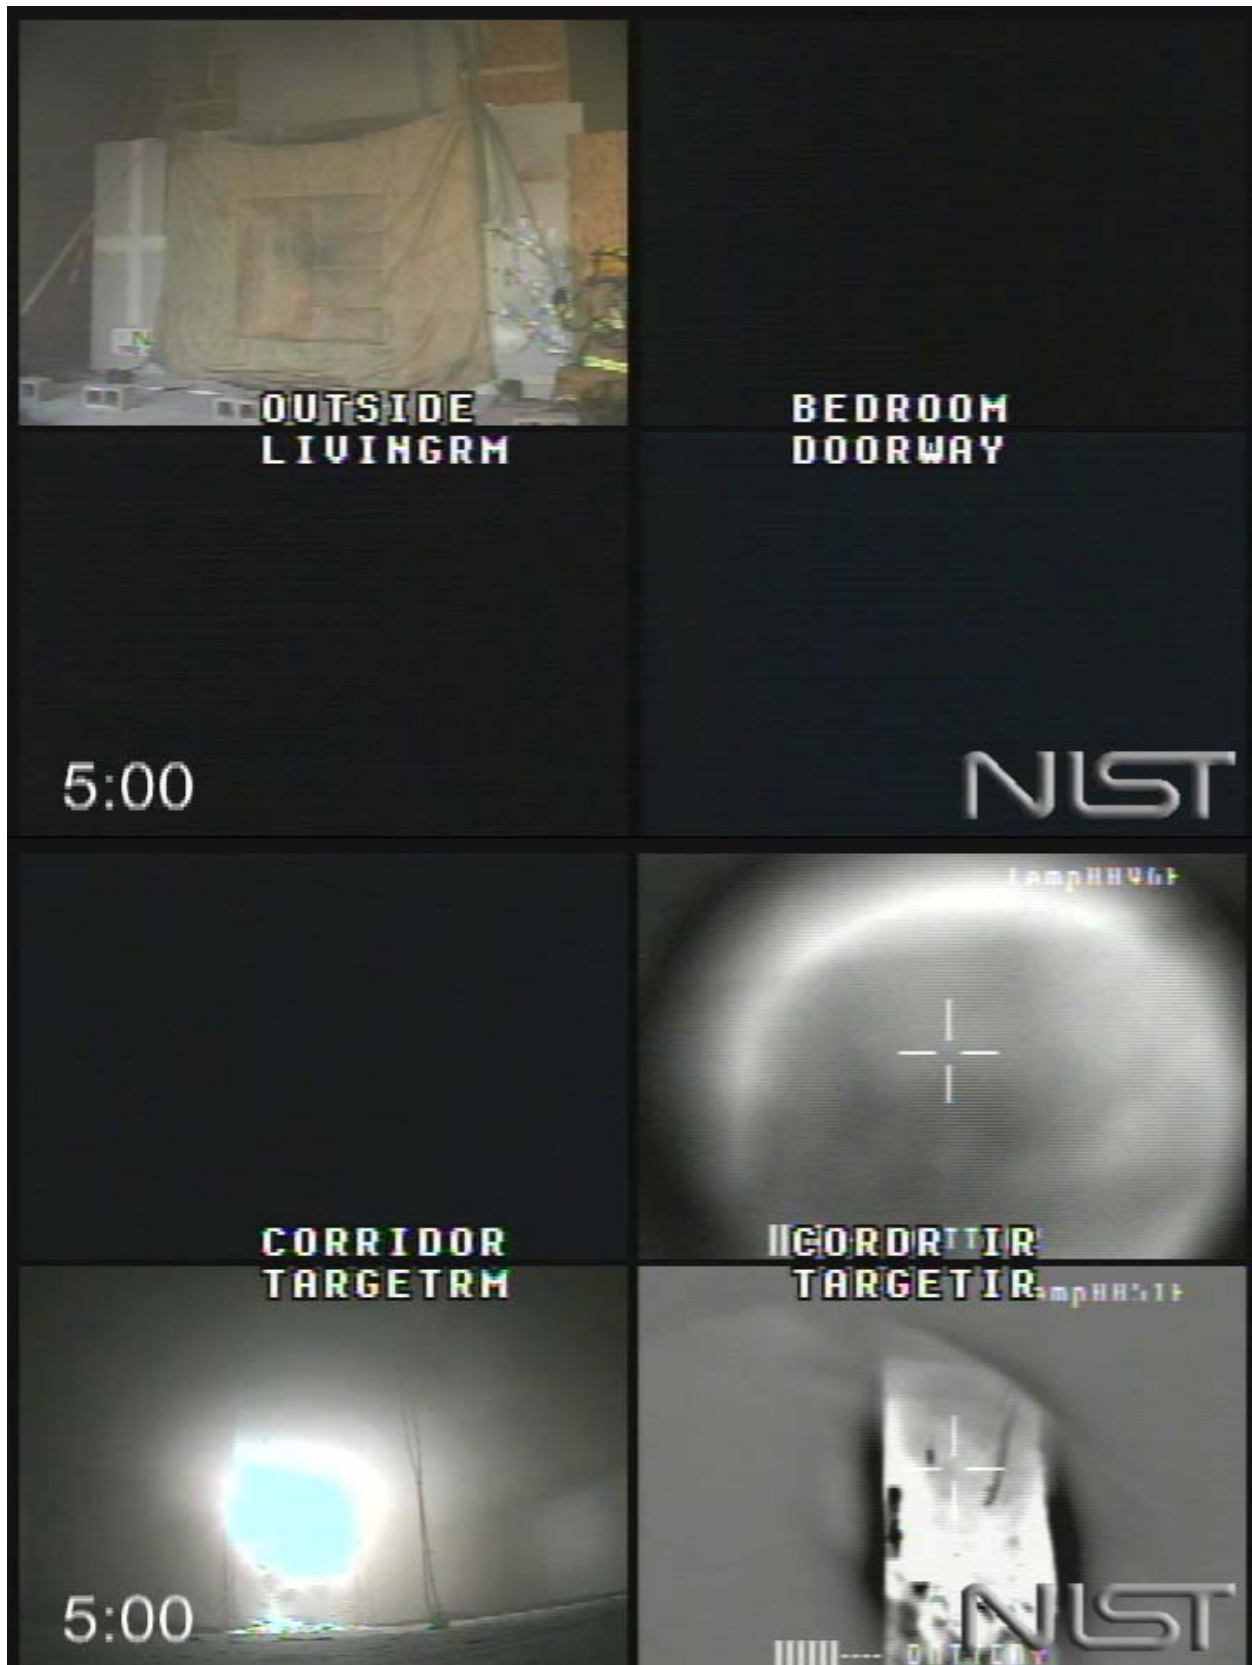 OUTSIDE
BEDROOM
LIVINGRM
DOORWAY
5:00
NIST
CORRIDOR
TARGETRM
TARGETIR
5:00
NIST